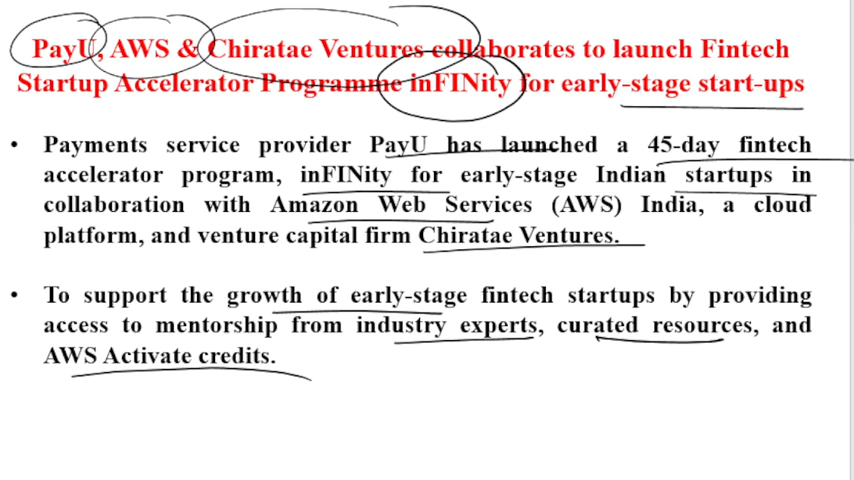 PayU, AWS & Chiratae Ventures collaborates to launch Fintech
Startup Accelerator Programme inFINity for early-stage start-ups
• Payments service provider PayU has launched a 45-day fintech
accelerator program, inFINity for early-stage Indian startups in
collaboration with Amazon Web Services (AWS) India, a cloud
platform, and venture capital firm Chiratae Ventures.
• To support the growth of early-stage fintech startups by providing
access to mentorship from industry experts, curated resources, and
AWS Activate credits.